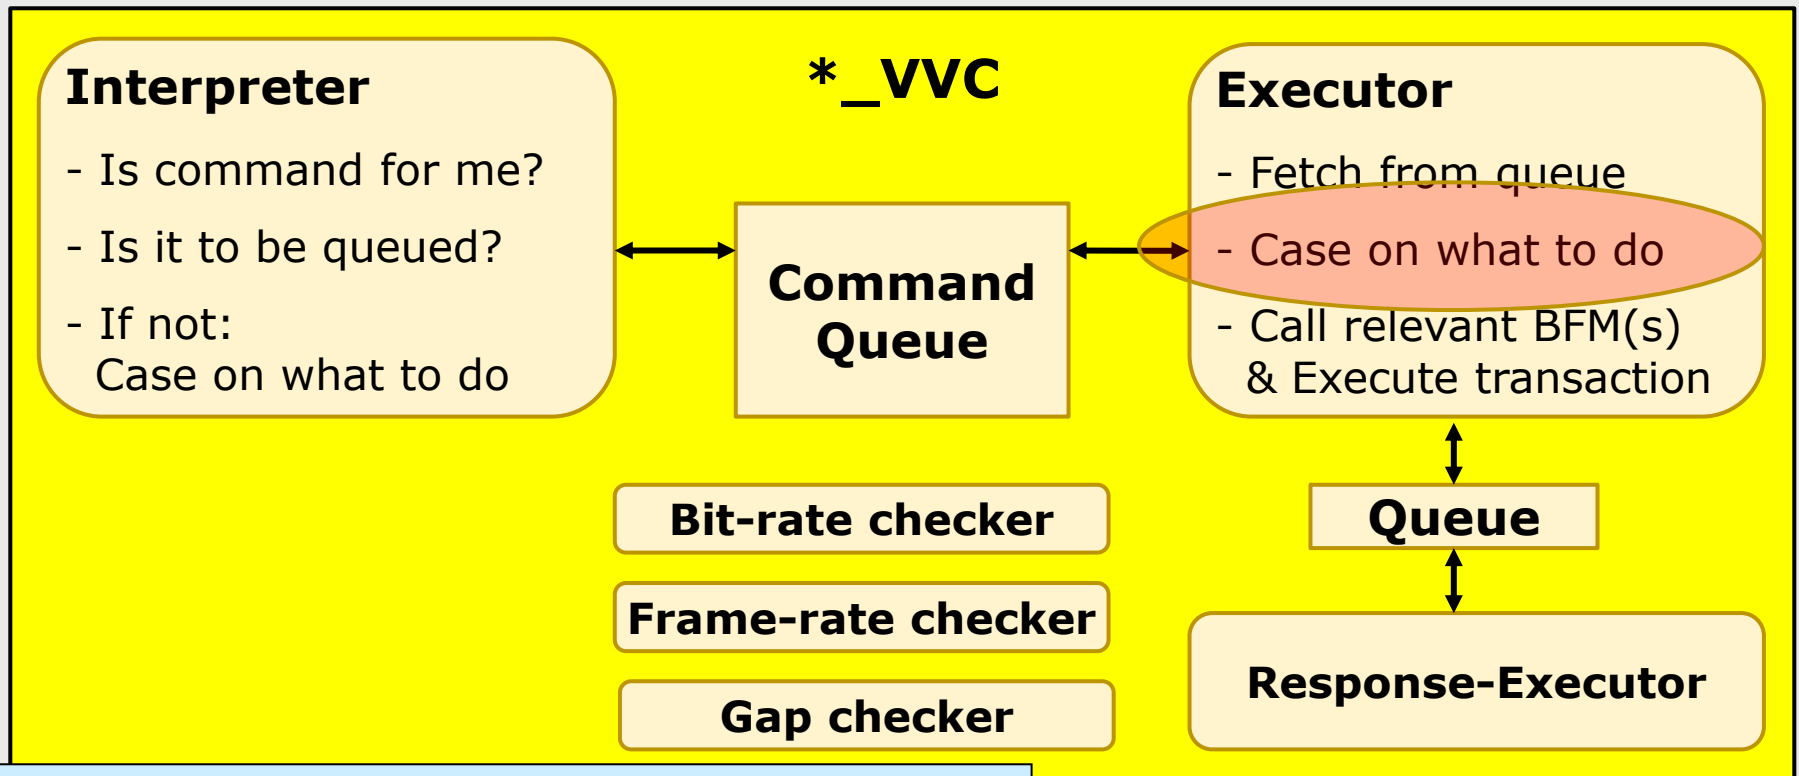 *_VVC
Interpreter
- Is command for me?
- Is it to be queued?
- If not:
Case on what to do
Command
Queue
Executor
- Fetch from queue
- Case on what to do
- Call relevant BFM(s)
& Execute transaction
Bit-rate checker
Frame-rate checker
Gap checker
Queue
Response-Executor